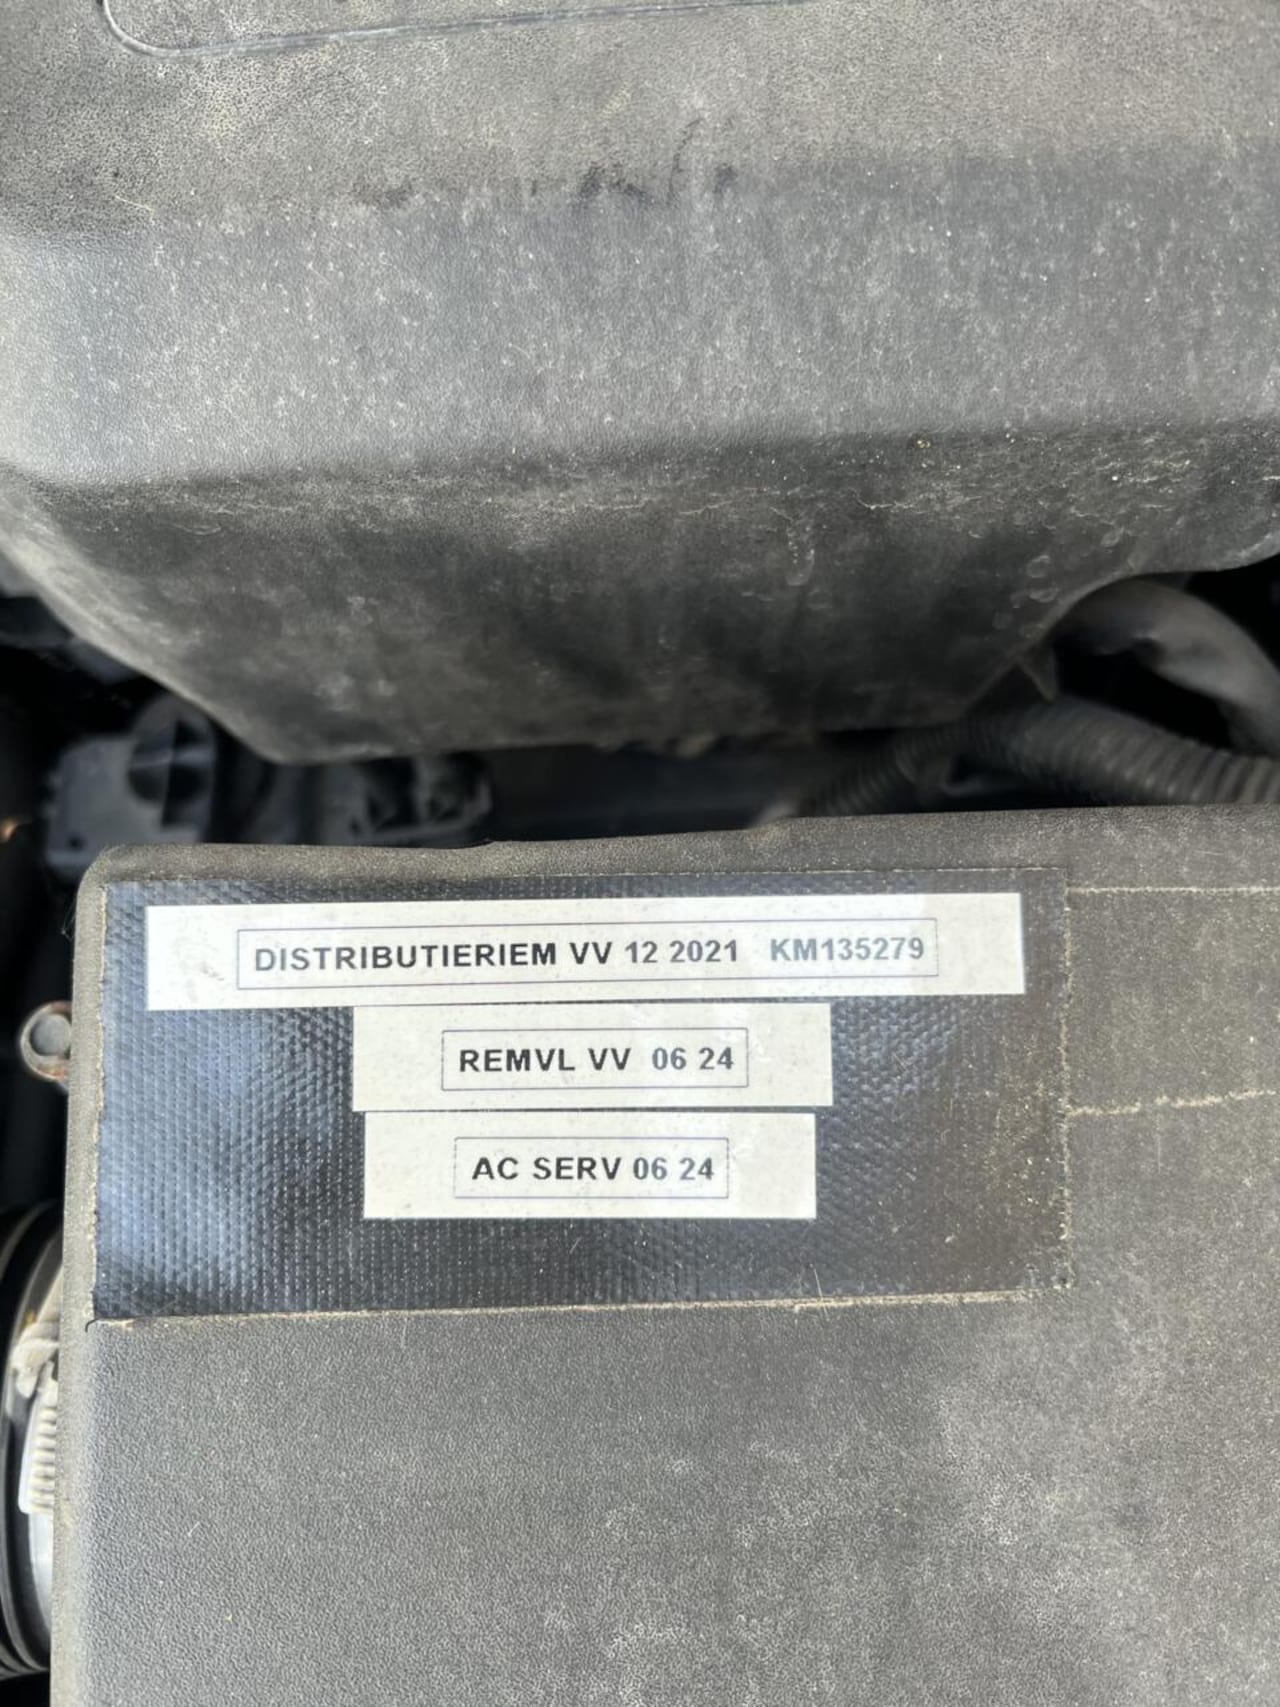 DISTRIBUTIERIEM VV 12 2021 KM135279
REMVL VV 06 24
AC SERV 06 24